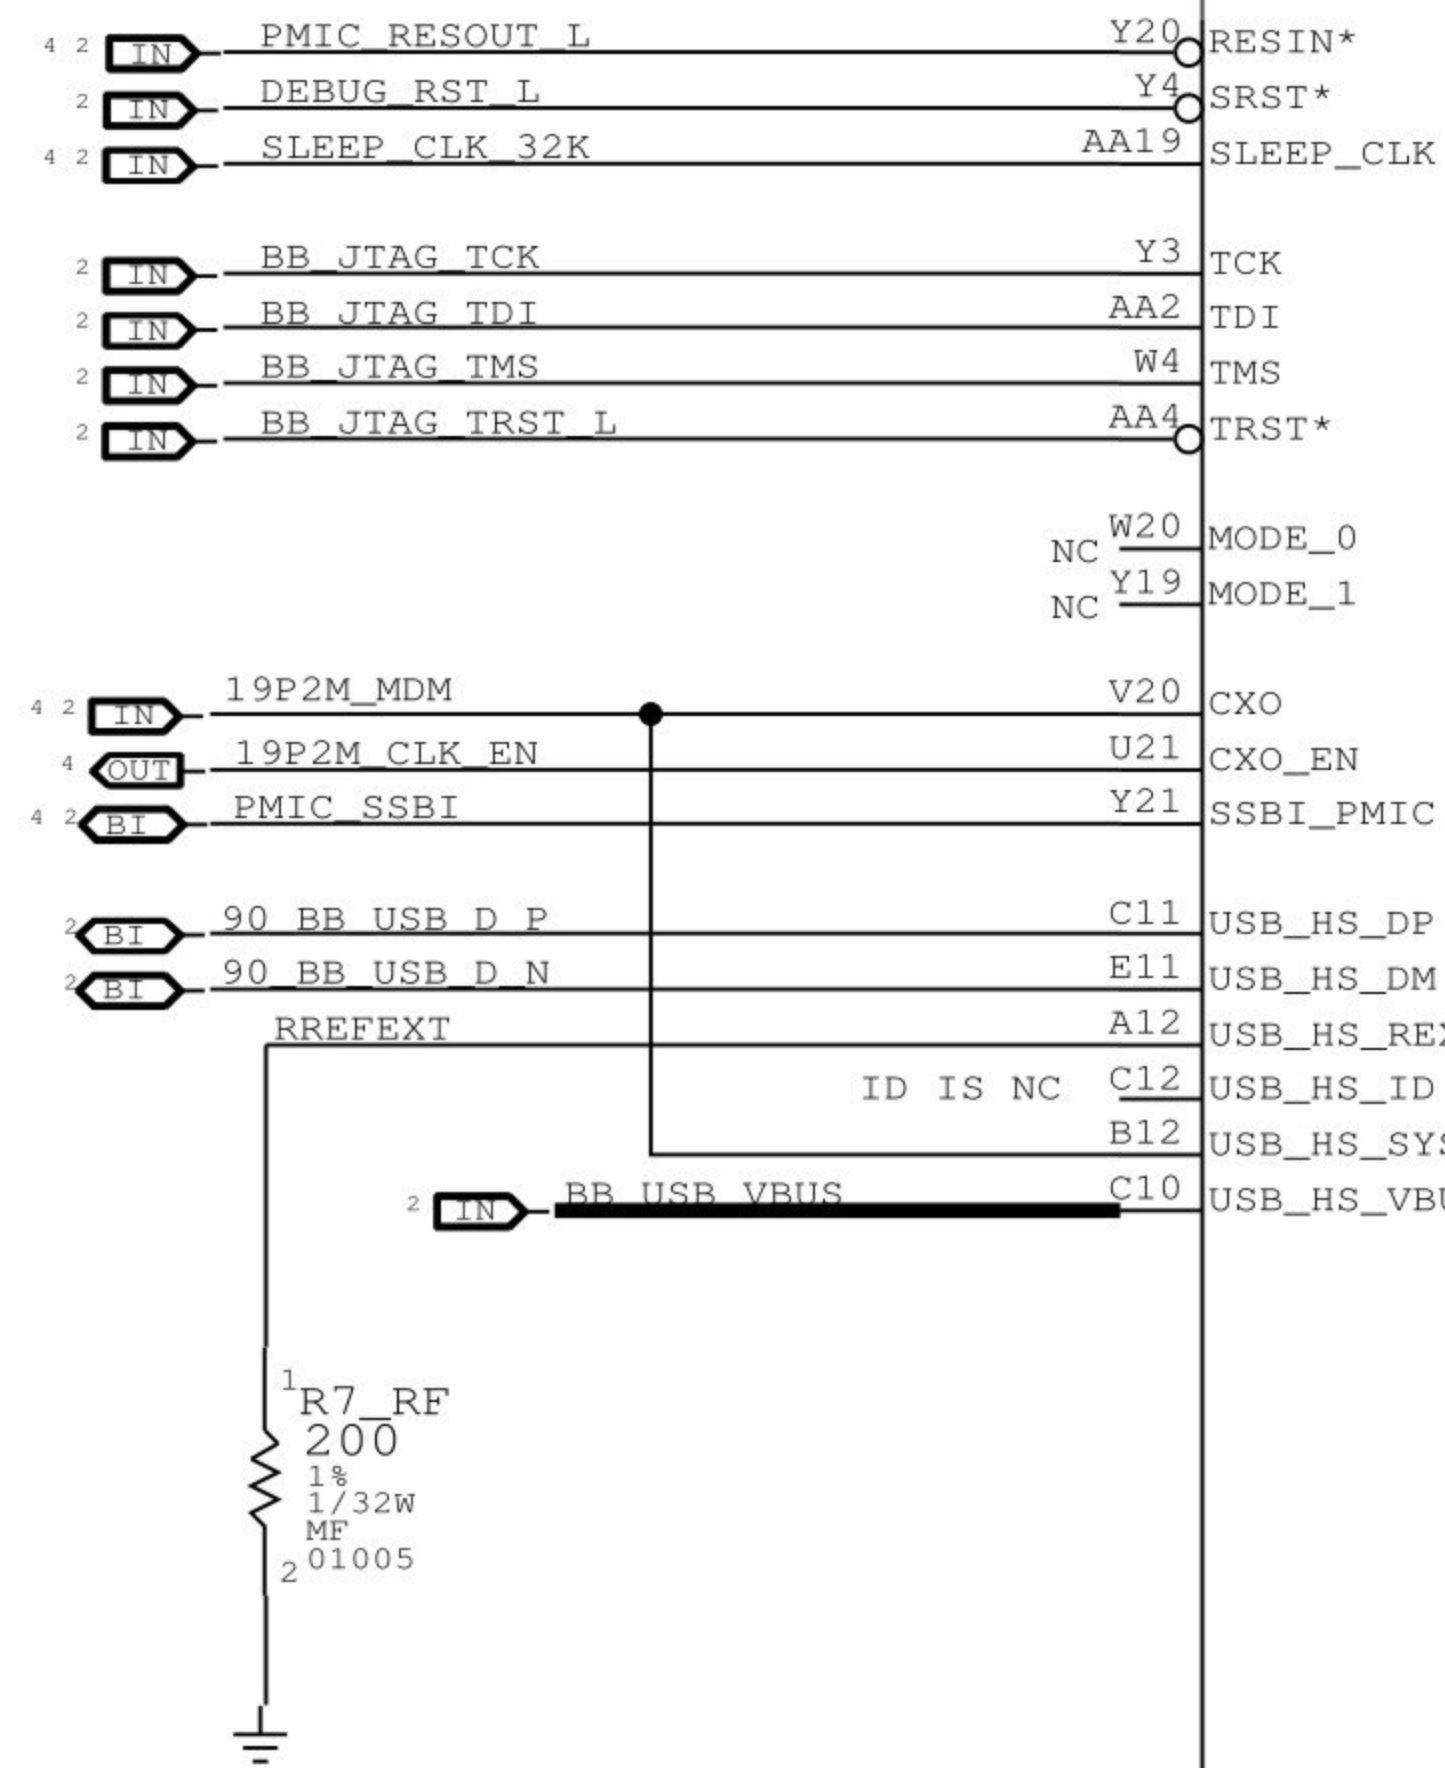 4 2 IN PMIC_RESOUT_L Y20 RESIN*
2 IN DEBUG_RST_L Y4 SRST*
4 2 IN SLEEP_CLK_32K AA19 SLEEP_CLK
2 IN BB_JTAG_TCK Y3 TCK
2 IN BB_JTAG_TDI AA2 TDI
2 IN BB_JTAG_TMS W4 TMS
2 IN BB_JTAG_TRST_L AA4 TRST*
NC W20 MODE_0
NC Y19 MODE_1
4 2 IN 19P2M_MDM V20 CXO
4 OUT 19P2M_CLK_EN U21 CXO_EN
4 2 BI PMIC_SSBI Y21 SSBI_PMIC
2 BI 90_BB_USB_D_P C11 USB_HS_DP
2 BI 90_BB_USB_D_N E11 USB_HS_DM
RREFEXT A12 USB_HS_REX
ID IS NC C12 USB_HS_ID
B12 USB_HS_SYS
2 IN BB_USB_VBUS C10 USB_HS_VBU
1 R7_RF
200
1%
1/32W
MF
2 01005